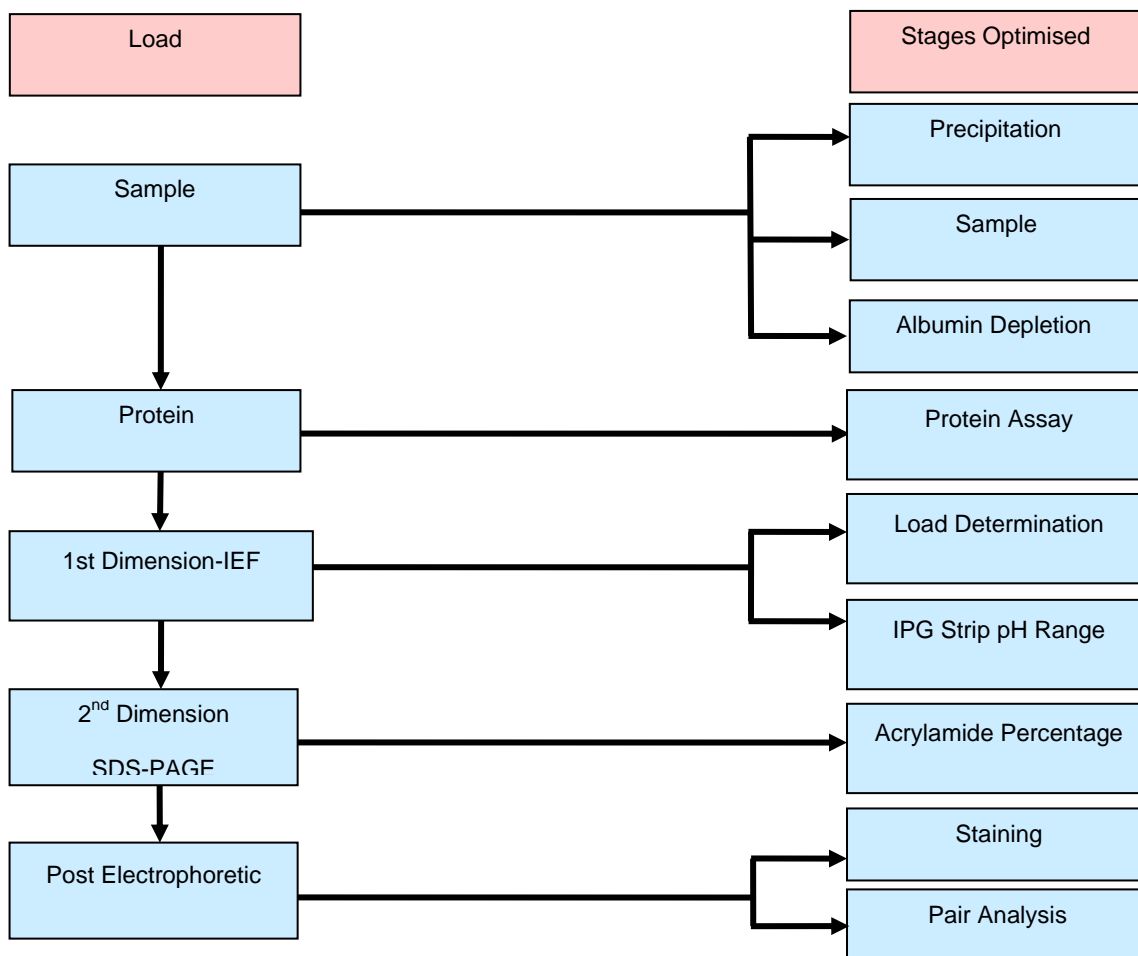 Load
Stages Optimised
Precipitation
Sample
Sample
Albumin Depletion
Protein
Protein Assay
1st Dimension-IEF
Load Determination
IPG Strip pH Range
2nd Dimension
SDS-PAGE
Acrylamide Percentage
Post Electrophoretic
Staining
Pair Analysis